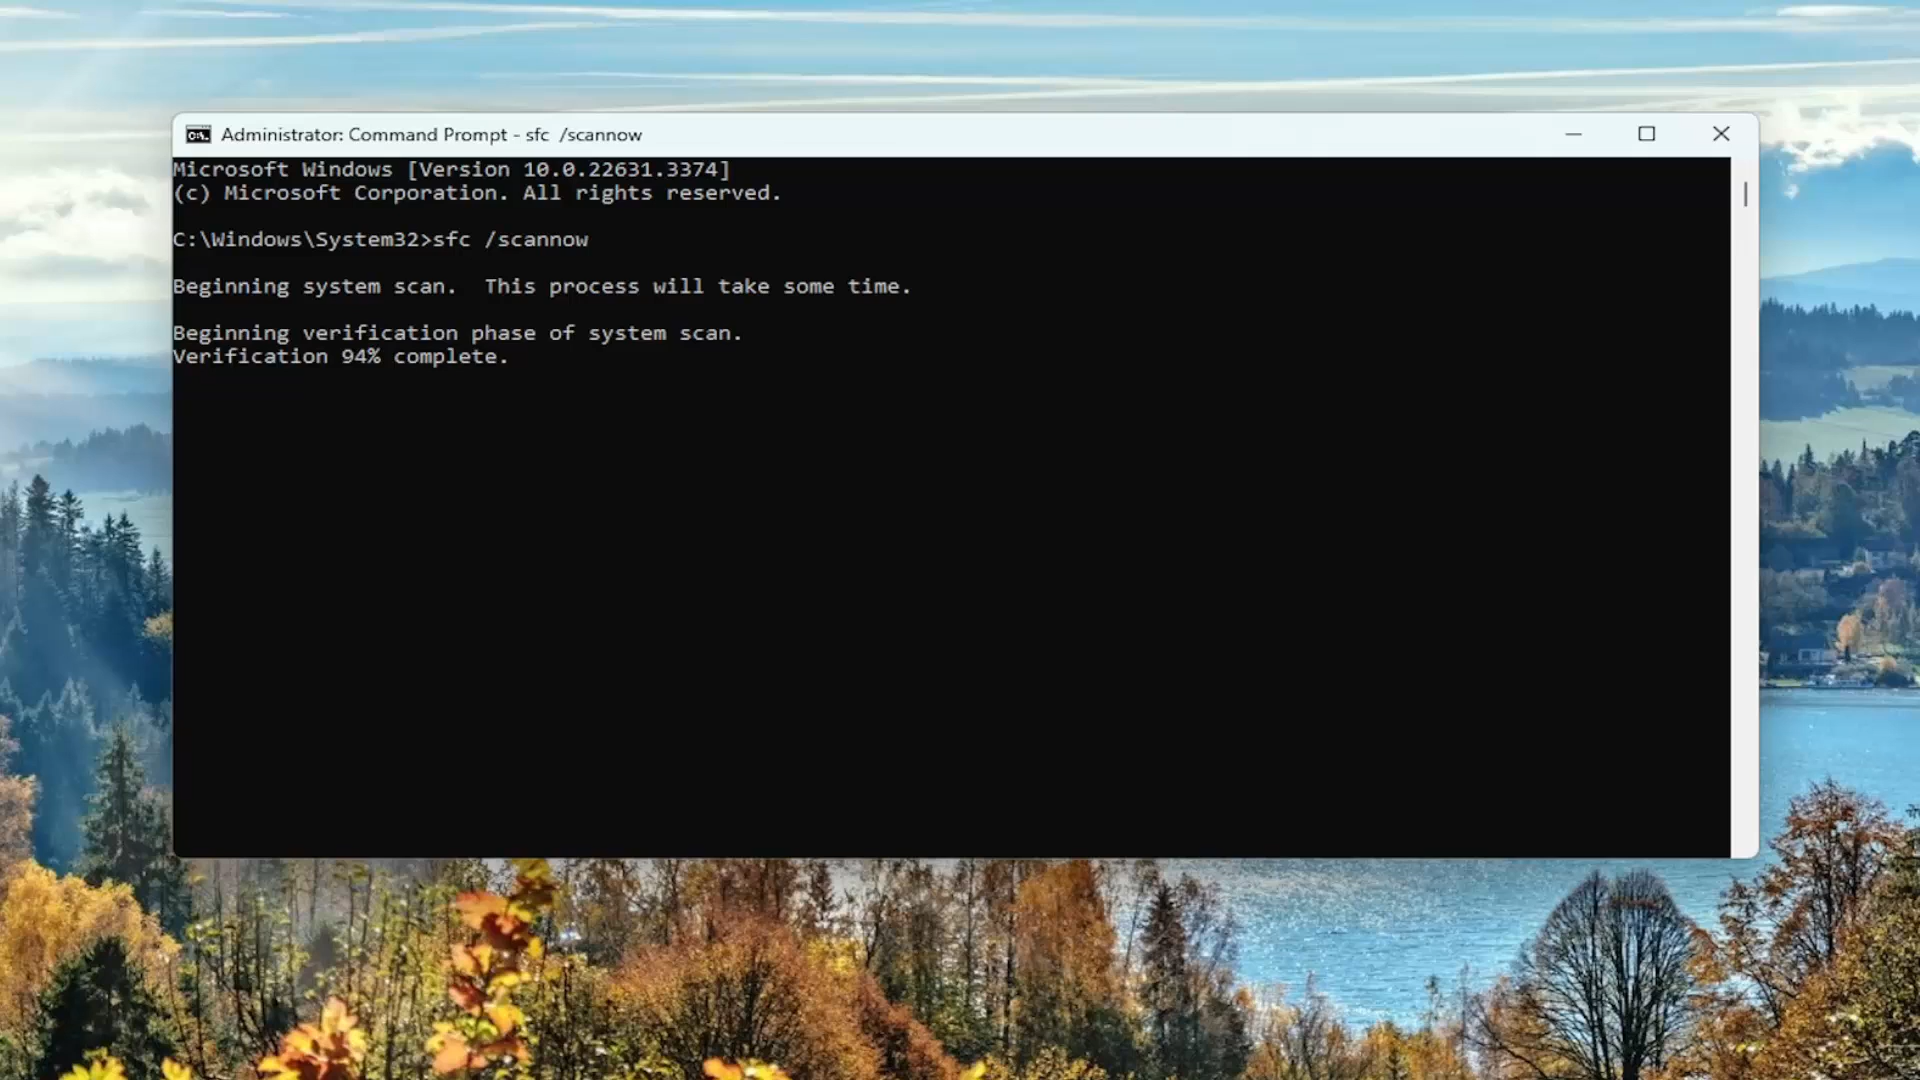 Administrator: Command Prompt - sfc  /scannow
Microsoft Windows [Version 10.0.22631.3374]
(c) Microsoft Corporation. All rights reserved.
C:\Windows\System32>sfc /scannow
Beginning system scan.  This process will take some time.
Beginning verification phase of system scan.
Verification 94% complete.